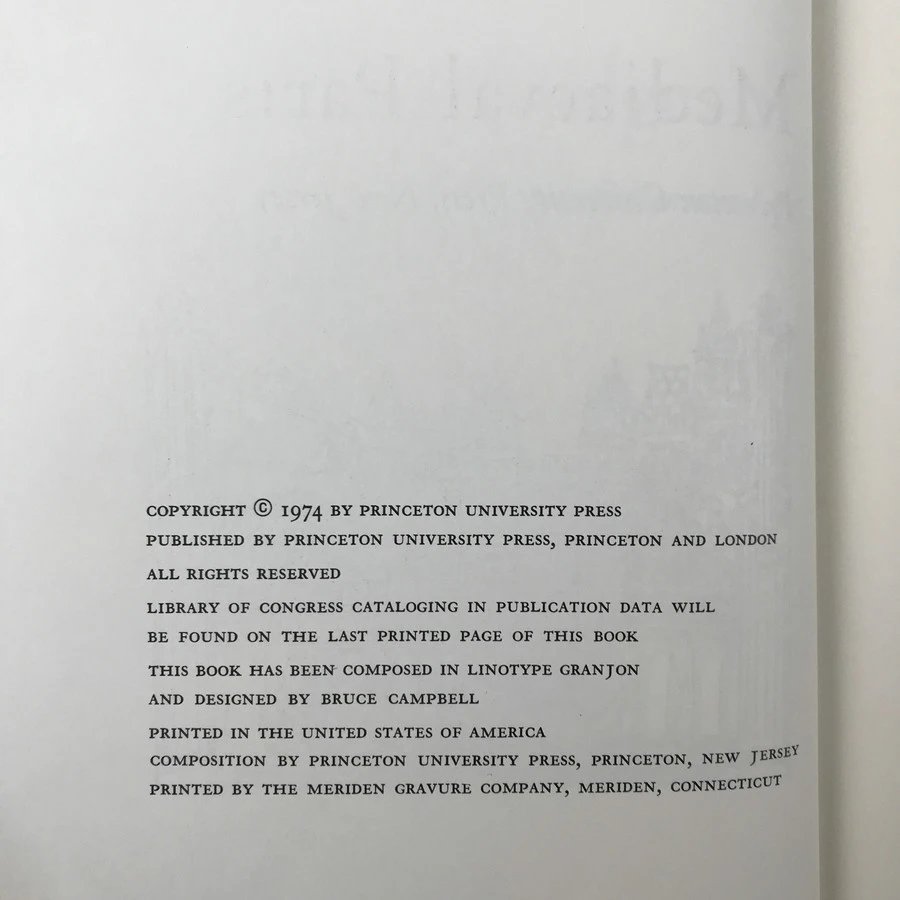 COPYRIGHT © 1974 BY PRINCETON UNIVERSITY PRESS
PUBLISHED BY PRINCETON UNIVERSITY PRESS, PRINCETON AND LONDON
ALL RIGHTS RESERVED
LIBRARY OF CONGRESS CATALOGING IN PUBLICATION DATA WILL
BE FOUND ON THE LAST PRINTED PAGE OF THIS BOOK
THIS BOOK HAS BEEN COMPOSED IN LINOTYPE GRANJON
AND DESIGNED BY BRUCE CAMPBELL
PRINTED IN THE UNITED STATES OF AMERICA
COMPOSITION BY PRINCETON UNIVERSITY PRESS, PRINCETON, NEW JERSEY
PRINTED BY THE MERIDEN GRAVURE COMPANY, MERIDEN, CONNECTICUT